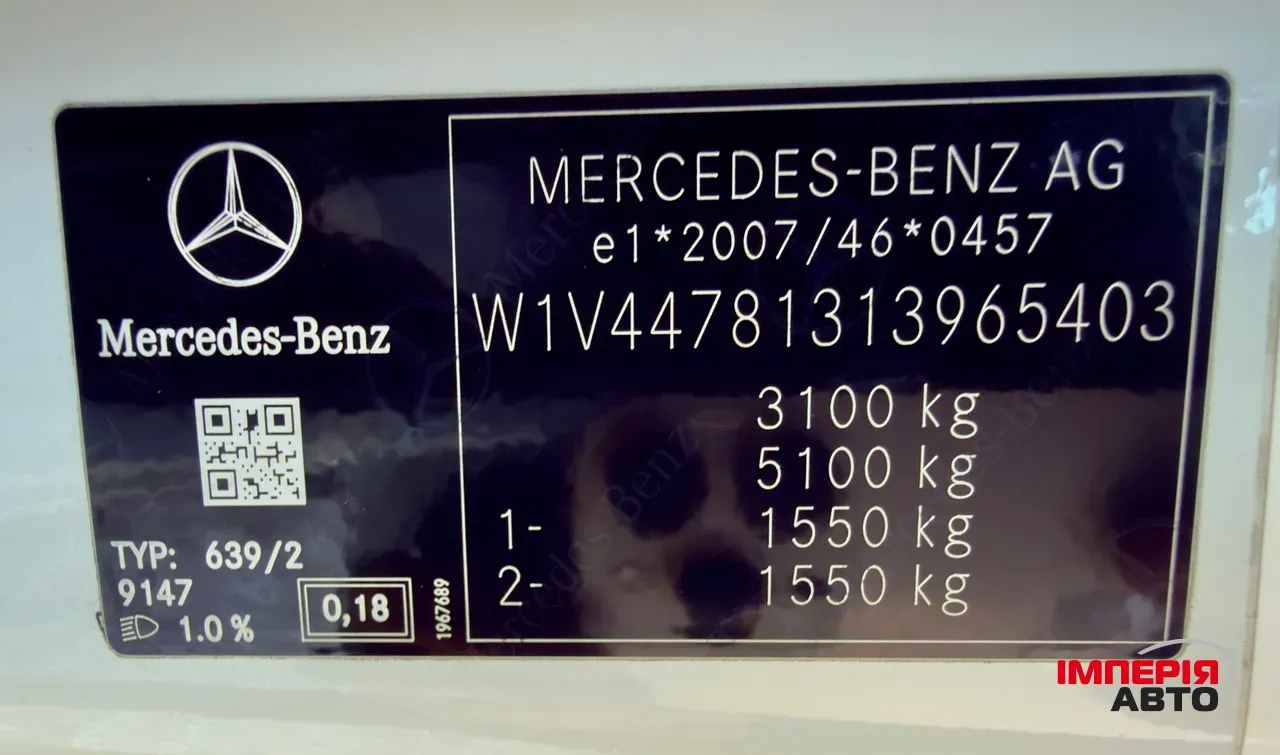 Mercedes-Benz
TYP: 639/2
9147
1.0 %
0,18
1967689
MERCEDES-BENZ AG
e1*2007/46*0457
W1V44781313965403
3100 kg
5100 kg
1- 1550 kg
2- 1550 kg
ІМПЕРІЯ
АВТО